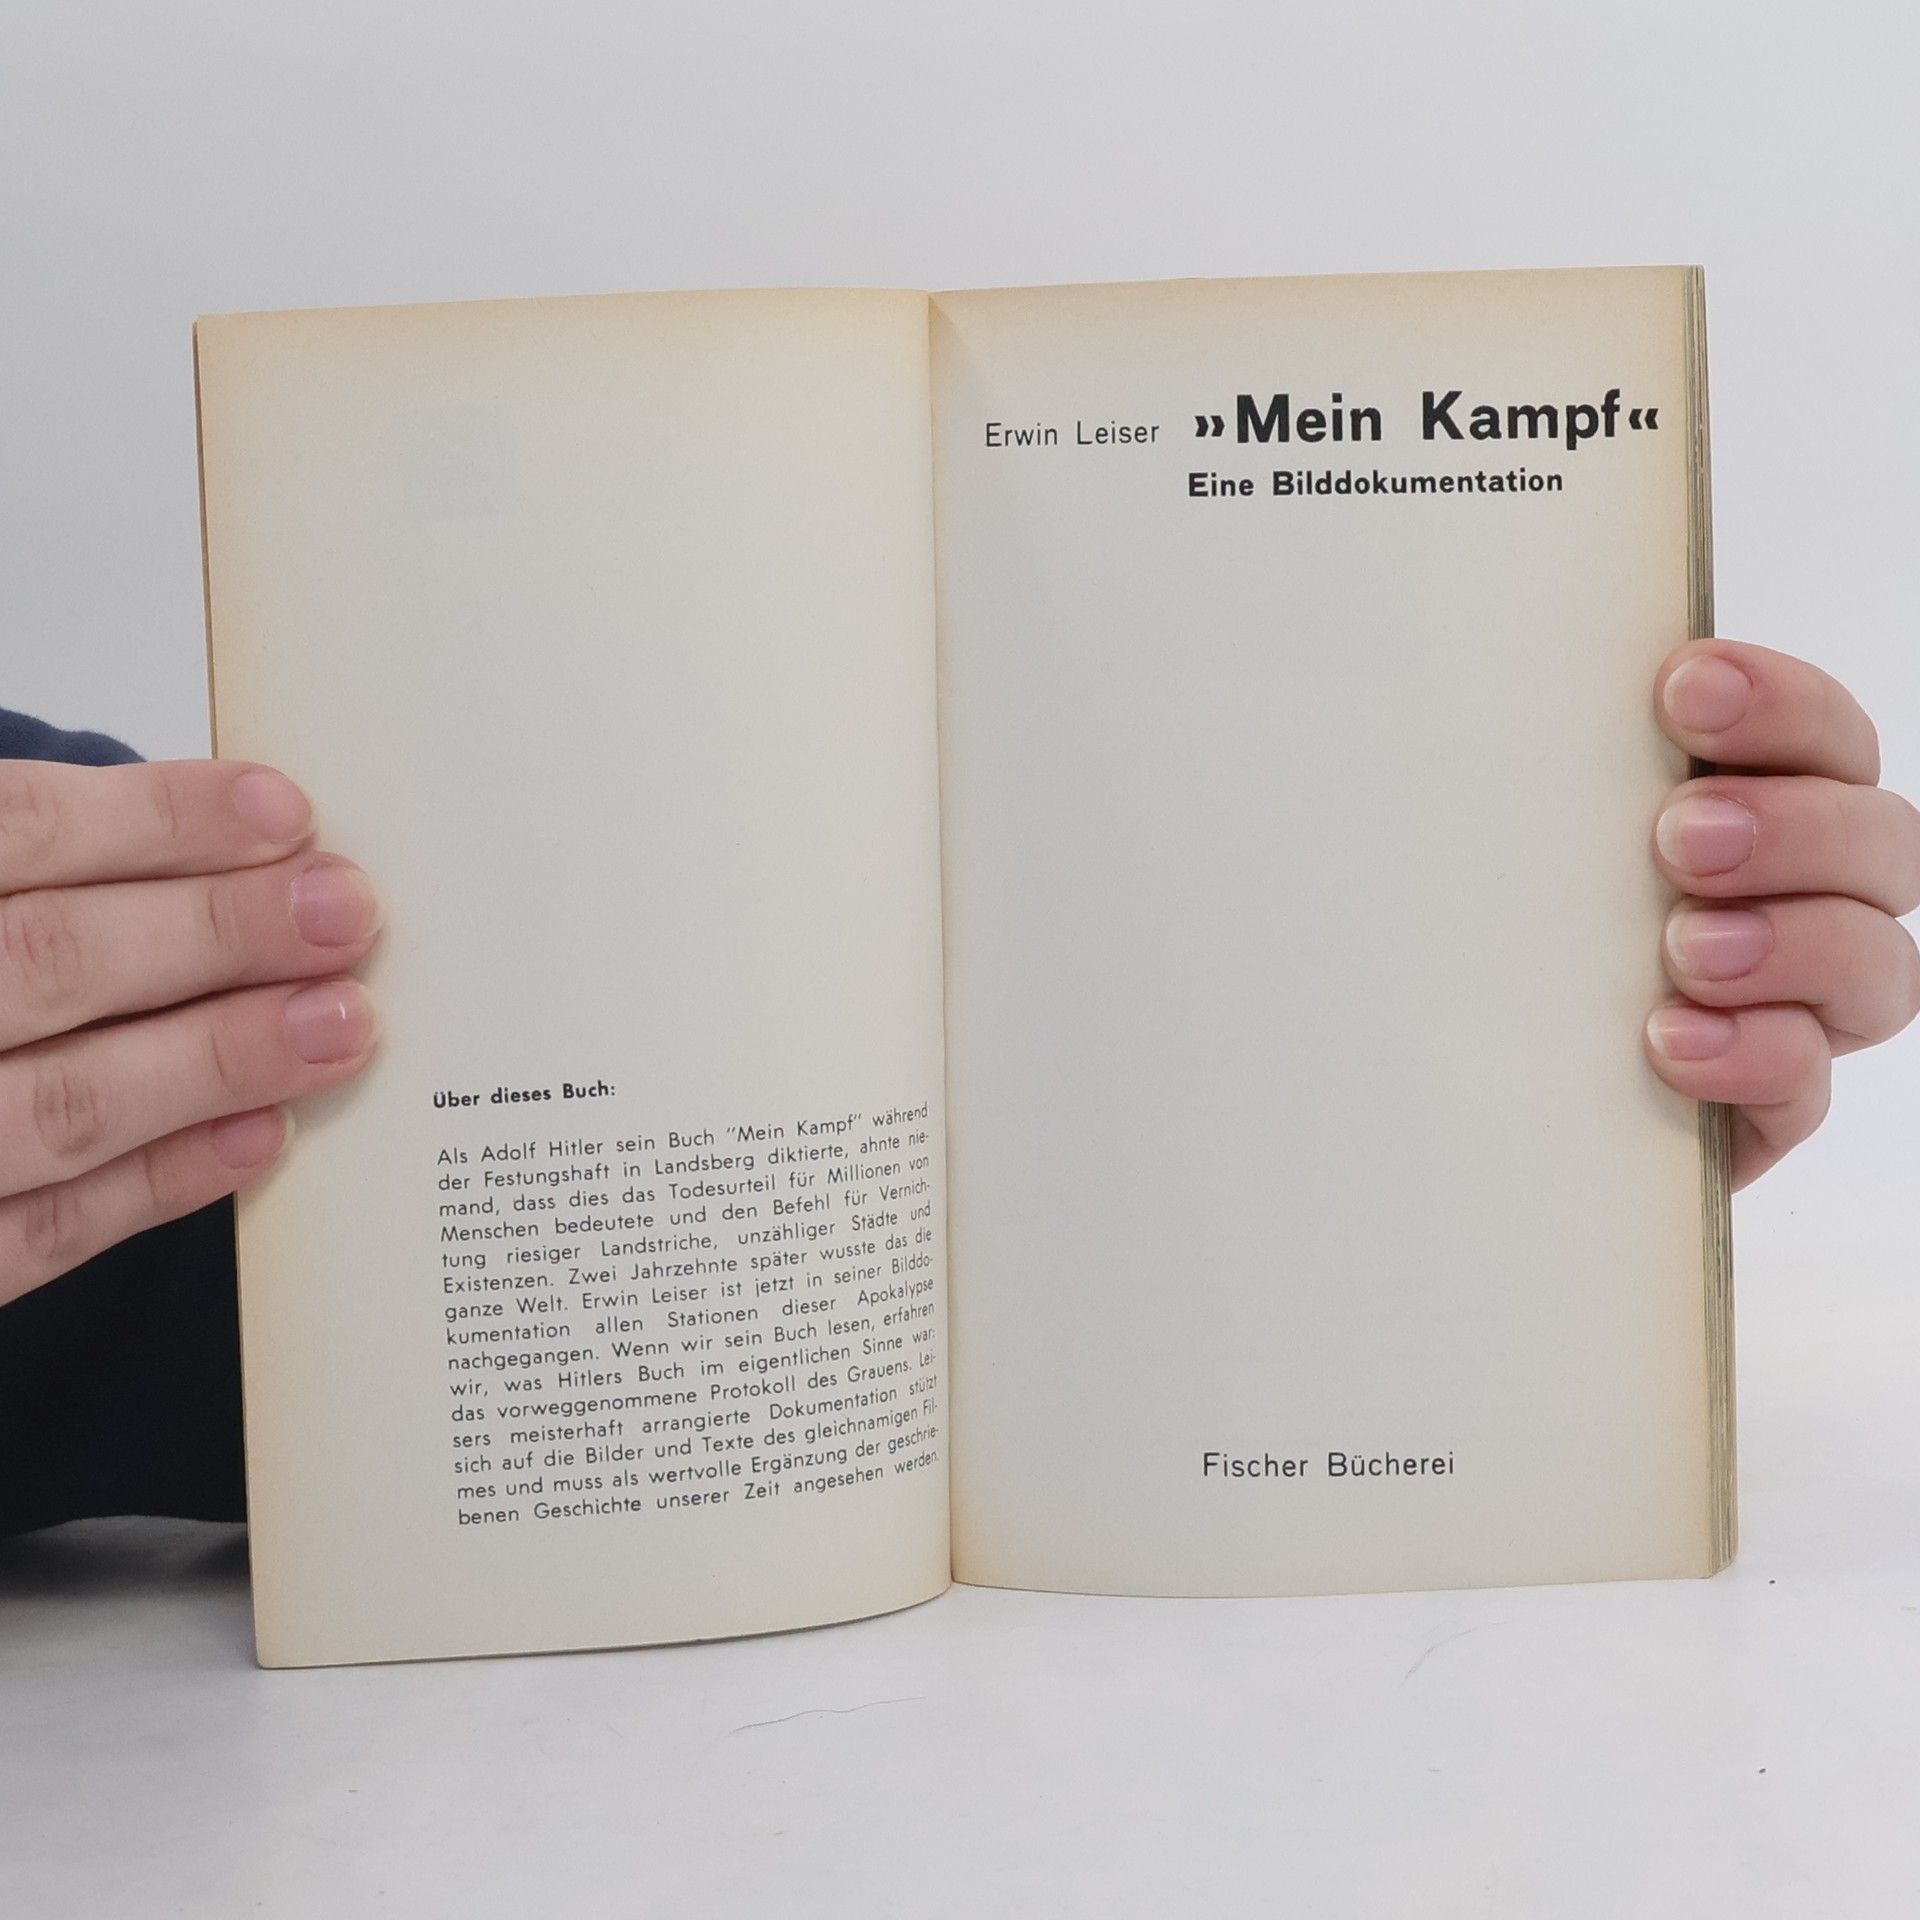 Über dieses Buch:
Als Adolf Hitler sein Buch "Mein Kampf" während
der Festungshaft in Landsberg diktierte, ahnte nie-
mand, dass dies das Todesurteil für Millionen von
Menschen bedeutete und den Befehl für Vernich-
tung riesiger Landstriche, unzähliger Städte und
Existenzen. Zwei Jahrzehnte später wusste das die
ganze Welt. Erwin Leiser ist jetzt in seiner Bilddo-
kumentation allen Stationen dieser Apokalypse
nachgegangen. Wenn wir sein Buch lesen, erfahren
wir, was Hitlers Buch im eigentlichen Sinne war:
das vorweggenommene Protokoll des Grauens. Lei-
sers meisterhaft arrangierte Dokumentation stützt
sich auf die Bilder und Texte des gleichnamigen Fil-
mes und muss als wertvolle Ergänzung der geschrie-
benen Geschichte unserer Zeit angesehen werden.
Erwin Leiser »Mein Kampf«
Eine Bilddokumentation
Fischer Bücherei